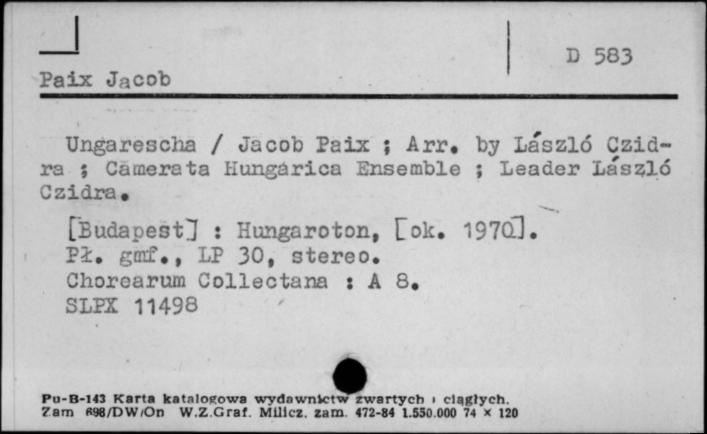 D 583
Paix Jacob
Ungarescha / Jacob Paix ; Arr. by László Czid-
ra ; Camerata Hungarica Ensemble ; Leader László
Czidra.
[Budapest] : Hungaroton, [ok. 1970].
Pł. gmf., LP 30, stereo.
Chorearum Collectana : A 8.
SLPX 11498
Pu-B-143 Karta katalogowa wydawnictw zwartych i ciągłych.
Zam 698/DW/On W.Z.Graf. Milicz. zam. 472-84 1.550.000 74 × 120